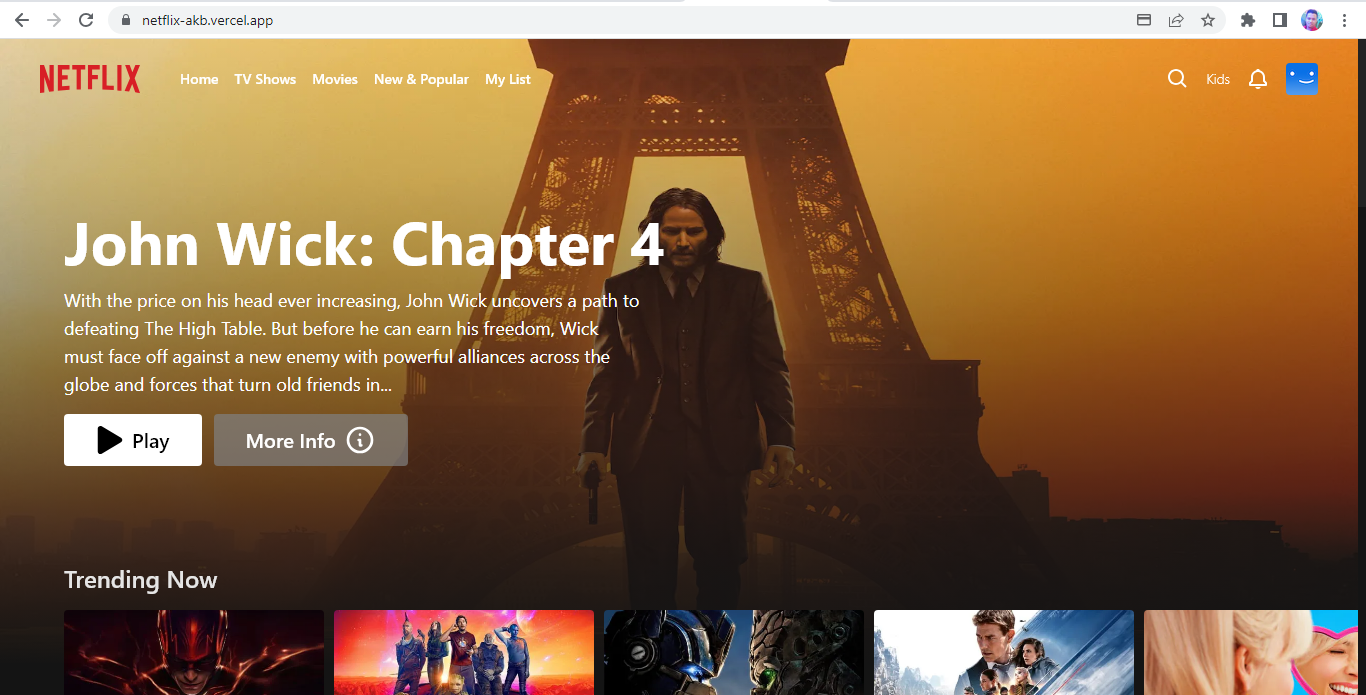 netflix-akb.vercel.app
NETFLIX Home TV Shows Movies New & Popular My List Kids
John Wick: Chapter 4
With the price on his head ever increasing, John Wick uncovers a path to
defeating The High Table. But before he can earn his freedom, Wick
must face off against a new enemy with powerful alliances across the
globe and forces that turn old friends in...
Play More Info
Trending Now